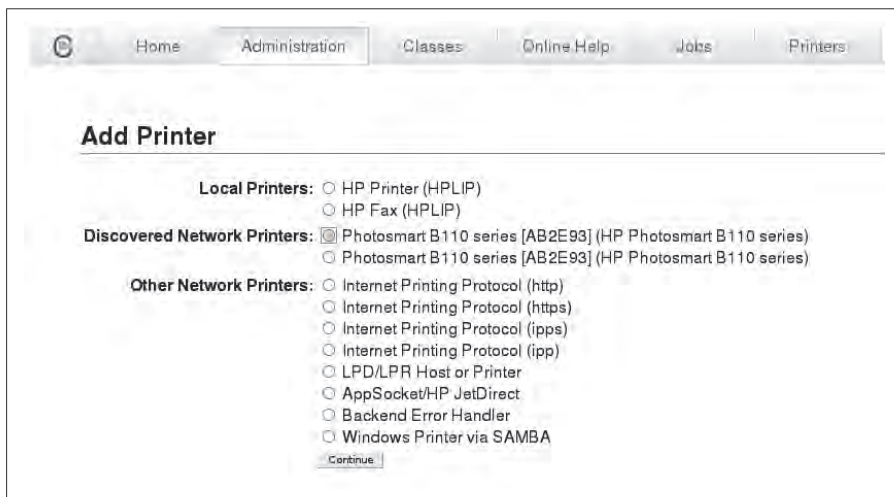 Home Administration Classes Online Help Jobs Printers
Add Printer
Local Printers: HP Printer (HPLIP)
HP Fax (HPLIP)
Discovered Network Printers: Photosmart B110 series [AB2E93] (HP Photosmart B110 series)
Photosmart B110 series [AB2E93] (HP Photosmart B110 series)
Other Network Printers: Internet Printing Protocol (http)
Internet Printing Protocol (https)
Internet Printing Protocol (ipps)
Internet Printing Protocol (ipp)
LPD/LPR Host or Printer
AppSocket/HP JetDirect
Backend Error Handler
Windows Printer via SAMBA
Continue